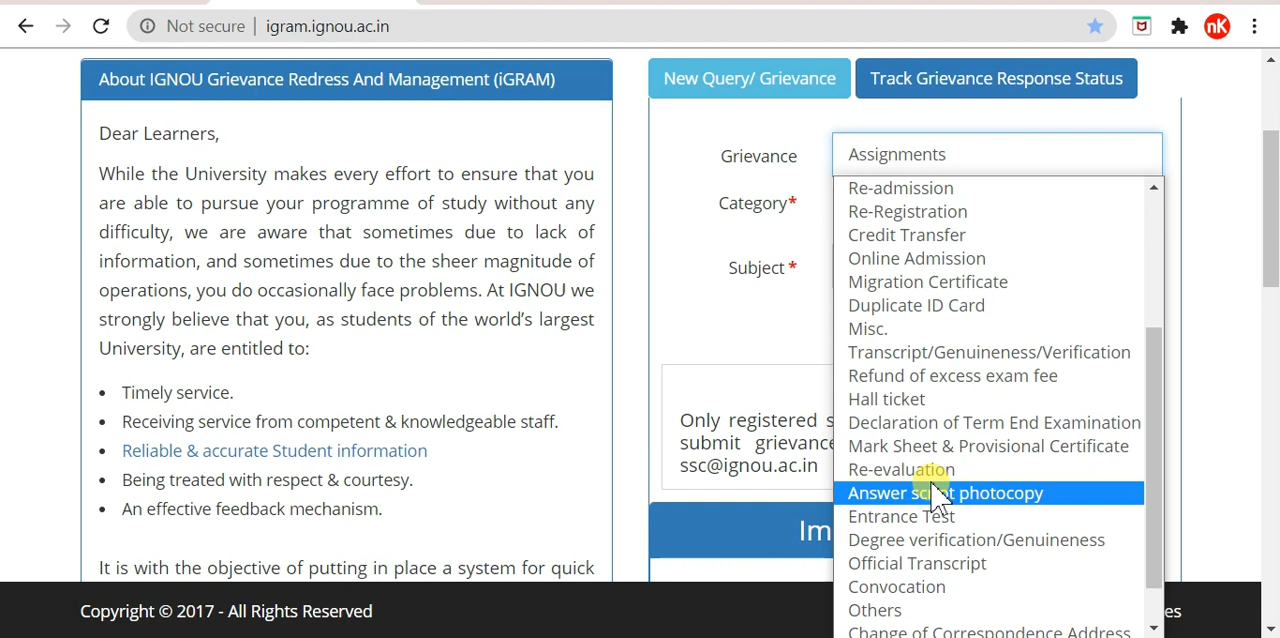 Not secure | igram.ignou.ac.in
nK
About IGNOU Grievance Redress And Management (iGRAM)
Dear Learners,
While the University makes every effort to ensure that you
are able to pursue your programme of study without any
difficulty, we are aware that sometimes due to lack of
information, and sometimes due to the sheer magnitude of
operations, you do occasionally face problems. At IGNOU we
strongly believe that you, as students of the world's largest
University, are entitled to:
• Timely service.
• Receiving service from competent & knowledgeable staff.
• Reliable & accurate Student information
• Being treated with respect & courtesy.
• An effective feedback mechanism.
It is with the objective of putting in place a system for quick
New Query/ Grievance
Track Grievance Response Status
Grievance
Category*
Assignments
Subject *
Re-admission
Re-Registration
Credit Transfer
Online Admission
Migration Certificate
Duplicate ID Card
Misc.
Transcript/Genuineness/Verification
Refund of excess exam fee
Hall ticket
Declaration of Term End Examination
Mark Sheet & Provisional Certificate
Re-evaluation
Answer script photocopy
Entrance Test
Degree verification/Genuineness
Official Transcript
Convocation
Others
Change of Correspondence Address
Only registered s
submit grievance
ssc@ignou.ac.in
Im
Copyright © 2017 - All Rights Reserved
es